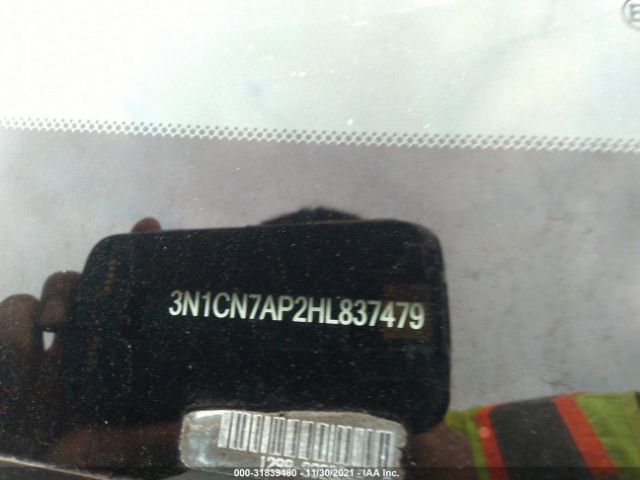 3N1CN7AP2HL837479
000-31839480 - 11/30/2021 - IAA Inc.